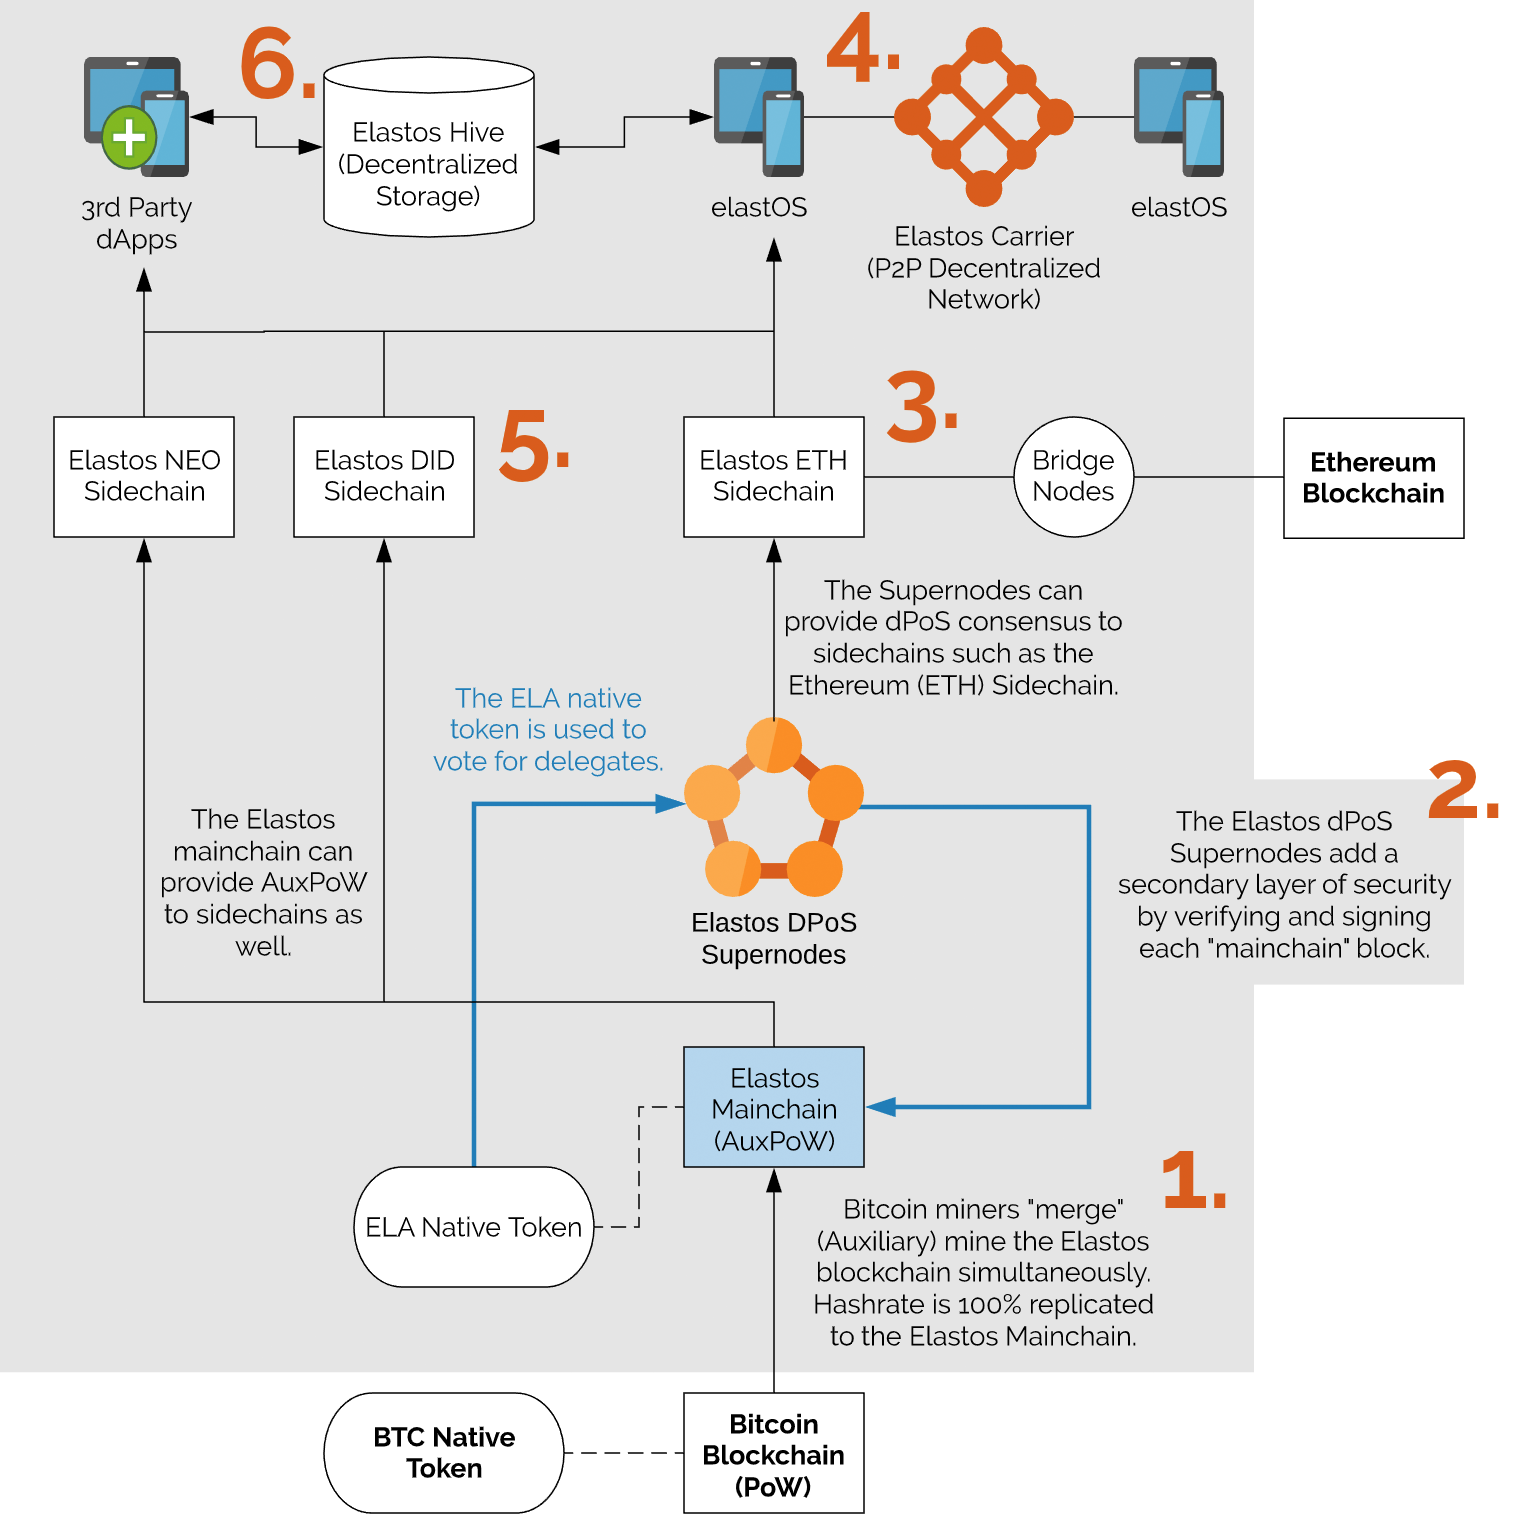 6.
4.
Elastos Hive
(Decentralized
Storage)
3rd Party
dApps
elastOS
elastOS
Elastos Carrier
(P2P Decentralized
Network)
3.
5.
Elastos NEO
Sidechain
Elastos DID
Sidechain
Elastos ETH
Sidechain
Bridge
Nodes
Ethereum
Blockchain
The Supernodes can
provide dPoS consensus to
sidechains such as the
Ethereum (ETH) Sidechain.
The ELA native
token is used to
vote for delegates.
2.
The Elastos
mainchain can
provide AuxPoW
to sidechains as
well.
The Elastos dPoS
Supernodes add a
secondary layer of security
by verifying and signing
each "mainchain" block.
Elastos DPoS
Supernodes
Elastos
Mainchain
(AuxPoW)
1.
ELA Native Token
Bitcoin miners "merge"
(Auxiliary) mine the Elastos
blockchain simultaneously.
Hashrate is 100% replicated
to the Elastos Mainchain.
BTC Native
Token
Bitcoin
Blockchain
(PoW)